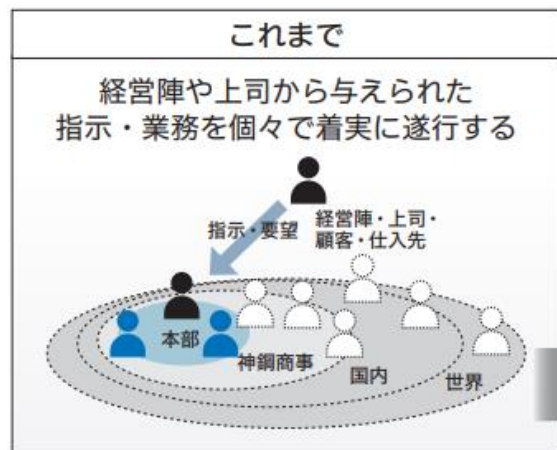 これまで
経営陣や上司から与えられた
指示・業務を個々で着実に遂行する
指示・要望
経営陣・上司・
顧客・仕入先
本部
神鋼商事
国内
世界